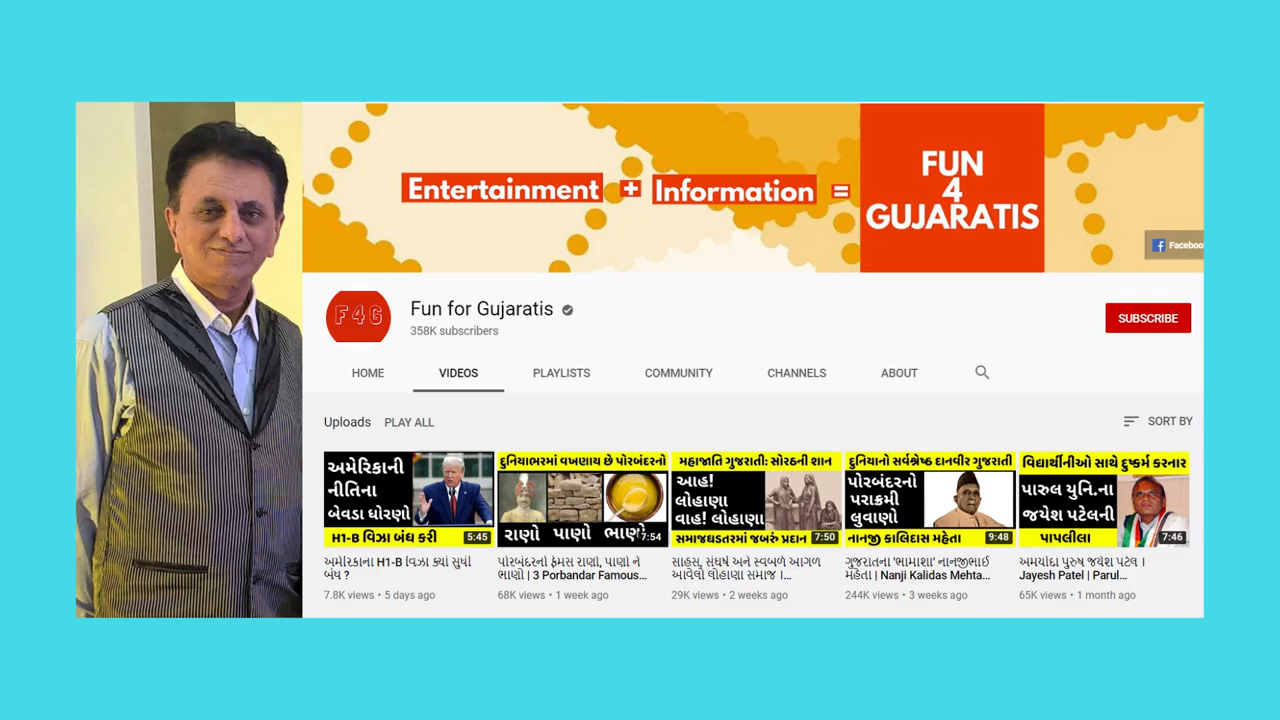 Entertainment + Information =
FUN
4
GUJARATIS
Faceboo
F4G
Fun for Gujaratis
358K subscribers
SUBSCRIBE
HOME VIDEOS PLAYLISTS COMMUNITY CHANNELS ABOUT
Uploads PLAY ALL SORT BY
અમેરિકાની
નીતિના
બેવડા ધોરણો
H1-B વિઝા બંધ કરી 5:45
અમેરિકાના H1-B વિઝા ક્યાં સુધી
બંધ ?
7.8K views • 5 days ago
દુનિયાભરમાં વખણાય છે પોરબંદરનો
રાણો પાણો ભાણો 7:54
પોરબંદરનો ફેમસ રાણો, પાણો ને
ભાણો | 3 Porbandar Famous...
68K views • 1 week ago
મહાજાતિ ગુજરાતી: સોરઠની શાન
આહ!
લોહાણા
વાહ! લોહાણા
સમાજઘડતરમાં જબરું પ્રદાન 7:50
સાહસ, સંઘર્ષ અને સ્વબળે આગળ
આવેલો લોહાણા સમાજ |...
29K views • 2 weeks ago
દુનિયાનો સર્વશ્રેષ્ઠ દાનવીર ગુજરાતી
પોરબંદરનો
પરાક્રમી
લુવાણો
નાનજી કાલિદાસ મહેતા 9:48
ગુજરાતના 'ભામાશા' નાનજીભાઈ
મહેતા | Nanji Kalidas Mehta...
244K views • 3 weeks ago
વિદ્યાર્થીનીઓ સાથે દુષ્કર્મ કરનાર
પારુલ યુનિ.ના
જયેશ પટેલની
પાપલીલા 7:46
અમર્યાદા પુરુષ જયેશ પટેલ |
Jayesh Patel | Parul...
65K views • 1 month ago